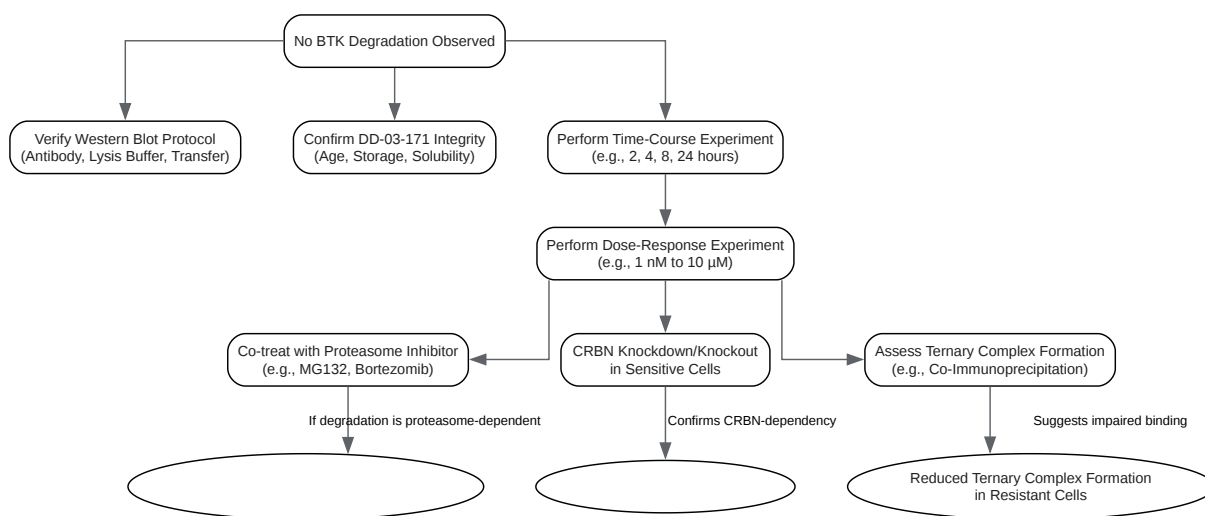 No BTK Degradation Observed
Verify Western Blot Protocol
(Antibody, Lysis Buffer, Transfer)
Confirm DD-03-171 Integrity
(Age, Storage, Solubility)
Perform Time-Course Experiment
(e.g., 2, 4, 8, 24 hours)
Perform Dose-Response Experiment
(e.g., 1 nM to 10 µM)
Co-treat with Proteasome Inhibitor
(e.g., MG132, Bortezomib)
CRBN Knockdown/Knockout
in Sensitive Cells
Assess Ternary Complex Formation
(e.g., Co-Immunoprecipitation)
If degradation is proteasome-dependent
Confirms CRBN-dependency
Suggests impaired binding
Reduced Ternary Complex Formation
in Resistant Cells